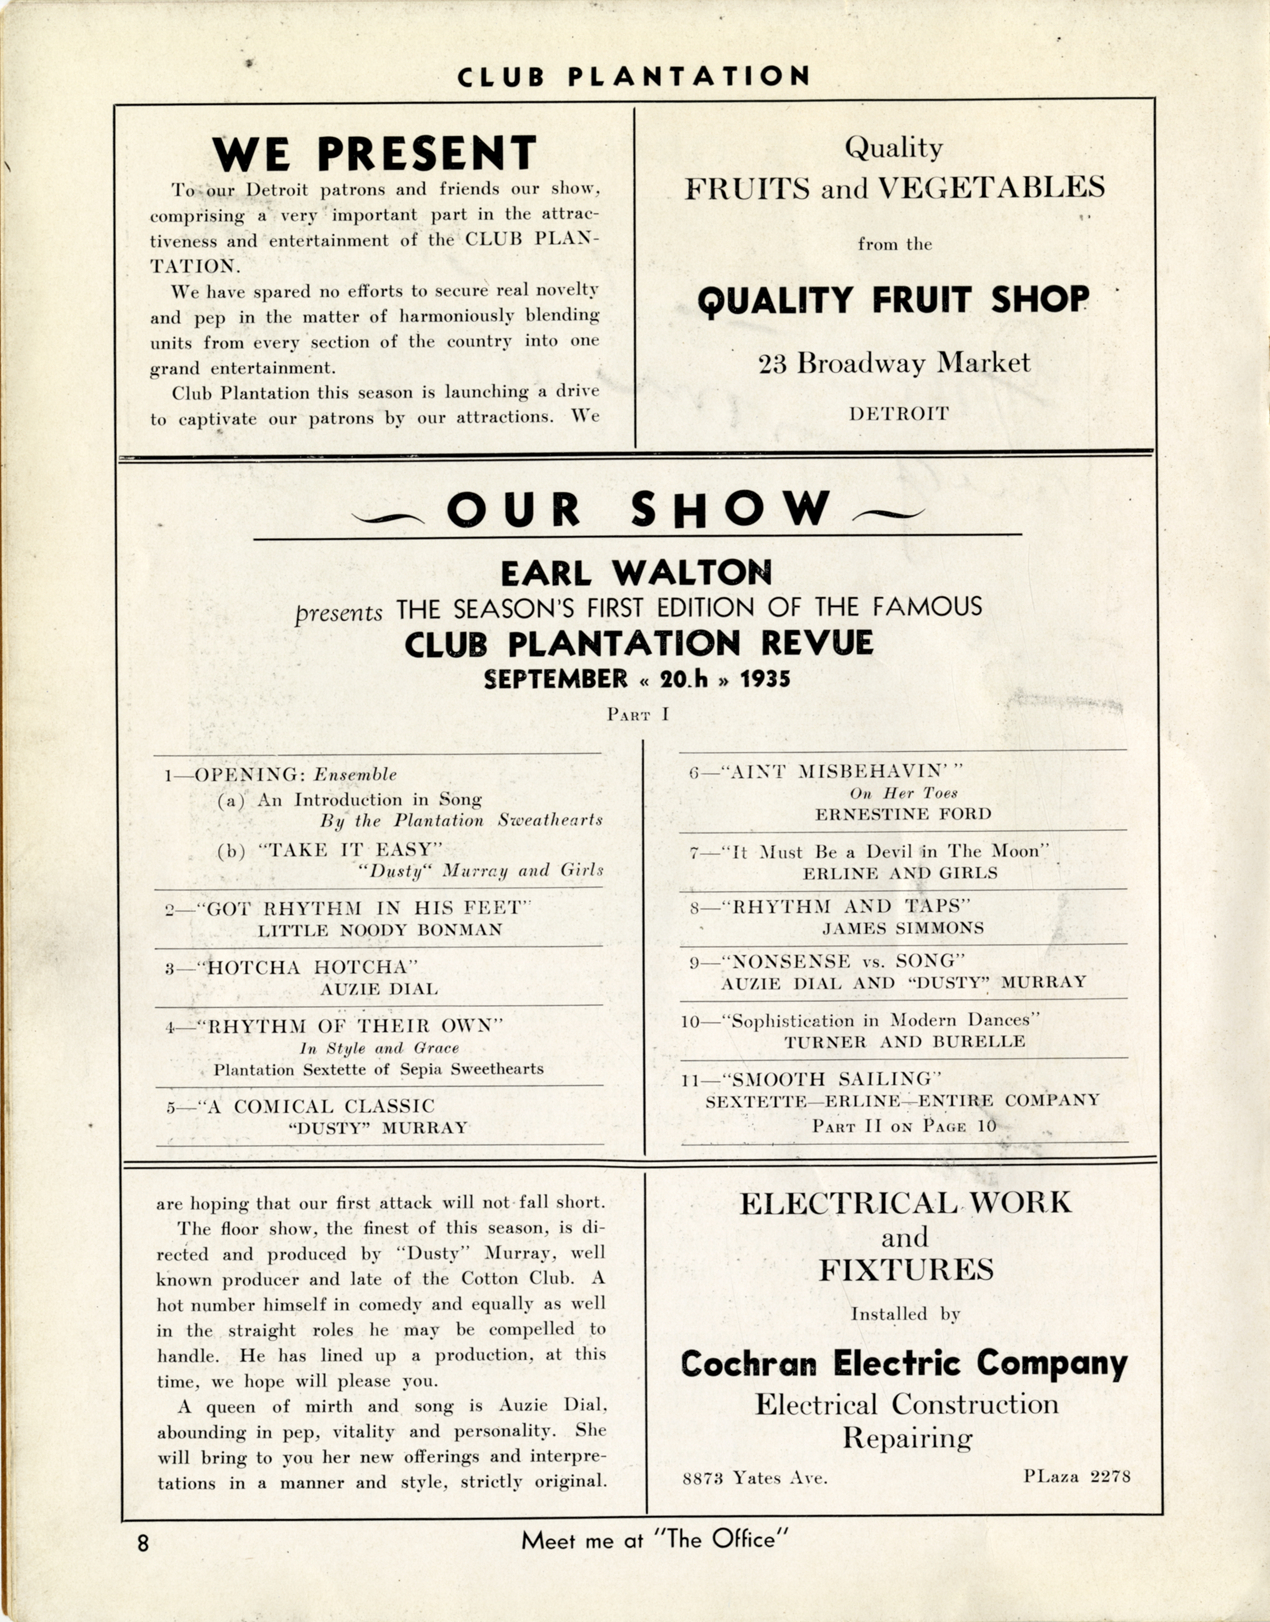 CLUB PLANTATION
WE PRESENT
To our Detroit patrons and friends our show,
comprising a very important part in the attrac-
tiveness and entertainment of the CLUB PLAN-
TATION.
We have spared no efforts to secure real novelty
and pep in the matter of harmoniously blending
units from every section of the country into one
grand entertainment.
Club Plantation this season is launching a drive
to captivate our patrons by our attractions. We
Quality
FRUITS and VEGETABLES
from the
QUALITY FRUIT SHOP
23 Broadway Market
DETROIT
OUR SHOW
EARL WALTON
presents THE SEASON'S FIRST EDITION OF THE FAMOUS
CLUB PLANTATION REVUE
SEPTEMBER « 20.h » 1935
PART I
1—OPENING: Ensemble
(a) An Introduction in Song
By the Plantation Sweathearts
(b) "TAKE IT EASY"
"Dusty" Murray and Girls
2—"GOT RHYTHM IN HIS FEET"
LITTLE NOODY BONMAN
3—"HOTCHA HOTCHA"
AUZIE DIAL
4—"RHYTHM OF THEIR OWN"
In Style and Grace
Plantation Sextette of Sepia Sweethearts
5—"A COMICAL CLASSIC
"DUSTY" MURRAY
6—"AINT MISBEHAVIN' "
On Her Toes
ERNESTINE FORD
7—"It Must Be a Devil in The Moon"
ERLINE AND GIRLS
8—"RHYTHM AND TAPS"
JAMES SIMMONS
9—"NONSENSE vs. SONG"
AUZIE DIAL AND "DUSTY" MURRAY
10—"Sophistication in Modern Dances"
TURNER AND BURELLE
11—"SMOOTH SAILING"
SEXTETTE—ERLINE—ENTIRE COMPANY
PART II ON PAGE 10
are hoping that our first attack will not fall short.
The floor show, the finest of this season, is di-
rected and produced by "Dusty" Murray, well
known producer and late of the Cotton Club. A
hot number himself in comedy and equally as well
in the straight roles he may be compelled to
handle. He has lined up a production, at this
time, we hope will please you.
A queen of mirth and song is Auzie Dial,
abounding in pep, vitality and personality. She
will bring to you her new offerings and interpre-
tations in a manner and style, strictly original.
ELECTRICAL WORK
and
FIXTURES
Installed by
Cochran Electric Company
Electrical Construction
Repairing
8873 Yates Ave. PLaza 2278
8
Meet me at "The Office"